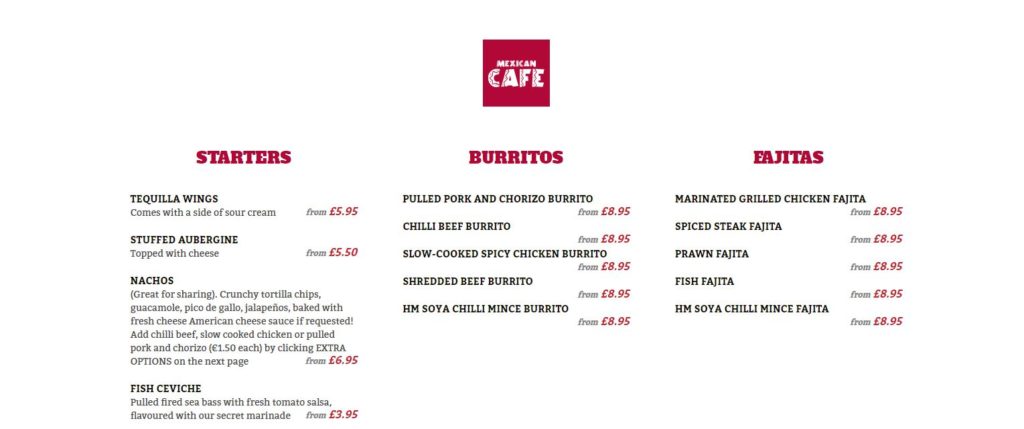 MEXICAN
CAFE
STARTERS
TEQUILLA WINGS
Comes with a side of sour cream from £5.95
STUFFED AUBERGINE
Topped with cheese from £5.50
NACHOS
(Great for sharing). Crunchy tortilla chips,
guacamole, pico de gallo, jalapeños, baked with
fresh cheese American cheese sauce if requested!
Add chilli beef, slow cooked chicken or pulled
pork and chorizo (€1.50 each) by clicking EXTRA
OPTIONS on the next page from £6.95
FISH CEVICHE
Pulled fired sea bass with fresh tomato salsa,
flavoured with our secret marinade from £3.95
BURRITOS
PULLED PORK AND CHORIZO BURRITO
from £8.95
CHILLI BEEF BURRITO
from £8.95
SLOW-COOKED SPICY CHICKEN BURRITO
from £8.95
SHREDDED BEEF BURRITO
from £8.95
HM SOYA CHILLI MINCE BURRITO
from £8.95
FAJITAS
MARINATED GRILLED CHICKEN FAJITA
from £8.95
SPICED STEAK FAJITA
from £8.95
PRAWN FAJITA
from £8.95
FISH FAJITA
from £8.95
HM SOYA CHILLI MINCE FAJITA
from £8.95